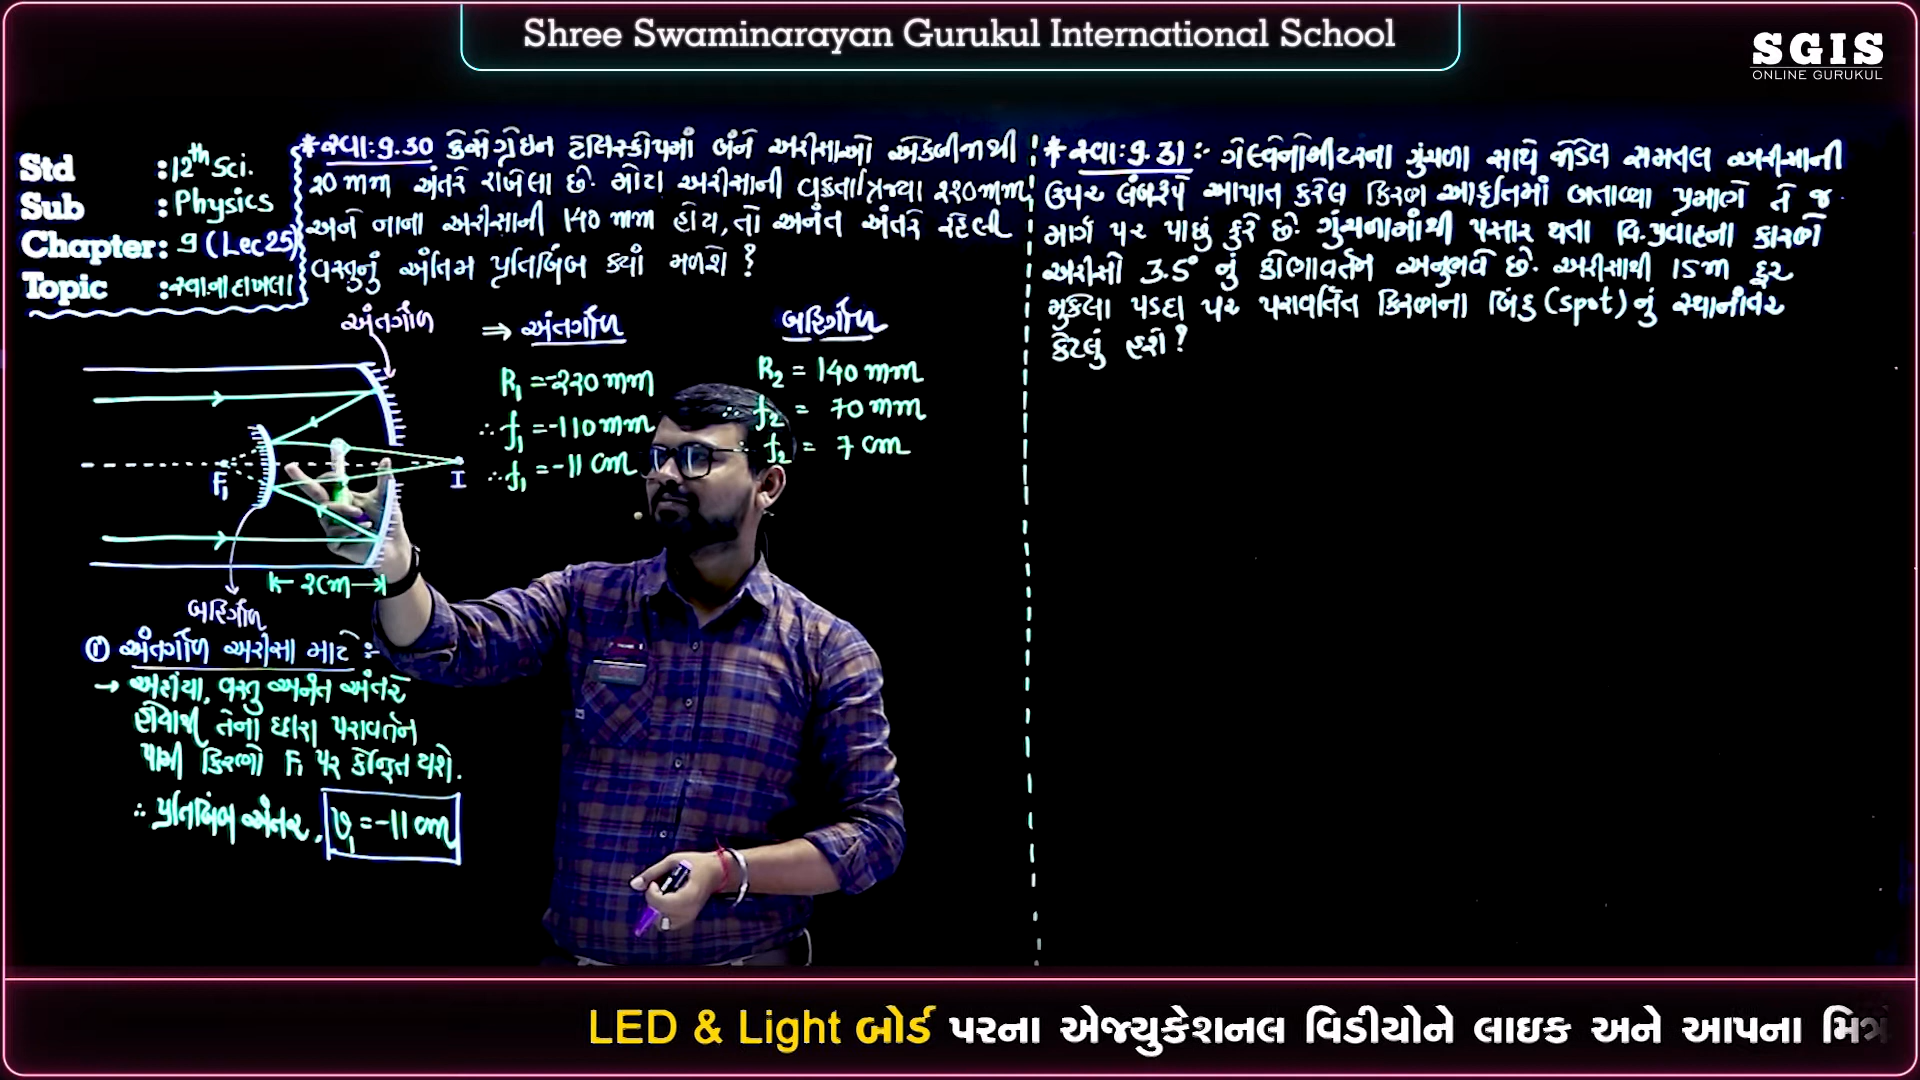 Shree Swaminarayan Gurukul International School
SGIS
ONLINE GURUKUL
Std : 12th Sci.
Sub : Physics
Chapter : 9 (Lec 25)
Topic : સ્વા.ના દાખલા
* સ્વા:9.30 કેસેગ્રેઇન ટેલિસ્કોપમાં બંને અરીસાઓ એકબીજાથી
૨૦ mm અંતરે રાખેલા છે. મોટા અરીસાની વક્રતાત્રિજ્યા ૨૨૦mm
અને નાના અરીસાની 140 mm હોય, તો અનંત અંતરે રહેલી
વસ્તુનું અંતિમ પ્રતિબિંબ ક્યાં મળશે ?
અંતર્ગોળ
F₁
I
૨cm
બહિર્ગોળ
⇒ અંતર્ગોળ
R₁ = -૨૨૦ mm
∴ f₁ = -110 mm
∴ f₁ = -11 cm
બહિર્ગોળ
R₂ = 140 mm
∴ f₂ = 70 mm
∴ f₂ = 7 cm
① અંતર્ગોળ અરીસા માટે :-
→ અહીંયા, વસ્તુ અનંત અંતરે
હોવાથી તેના દ્વારા પરાવર્તન
પામી કિરણો F₁ પર કેન્દ્રિત થશે.
∴ પ્રતિબિંબ અંતર, v₁ = -11 cm
* સ્વા:9.31 :- ગેલ્વેનોમીટરના ગુંચળા સાથે જોડેલ સમતલ અરીસાની
ઉપર લંબરૂપે આપાત કરેલ કિરણ આકૃતિમાં બતાવ્યા પ્રમાણે તે જ
માર્ગ પર પાછું ફરે છે. ગુંચળામાંથી પસાર થતા વિ.પ્રવાહના કારણે
અરીસો 3.5° નું કોણાવર્તન અનુભવે છે. અરીસાથી 1.5m દૂર
મુકેલા પડદા પર પરાવર્તિત કિરણના બિંદુ (spot) નું સ્થાનાંતર
કેટલું હશે ?
LED & Light બોર્ડ પરના એજ્યુકેશનલ વિડીયોને લાઇક અને આપના